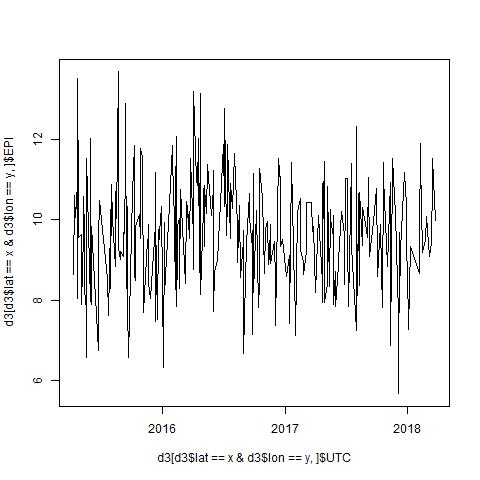 d3[d3$lat == x & d3$lon == y, ]$EPI
12
10
8
6
2016 2017 2018
d3[d3$lat == x & d3$lon == y, ]$UTC